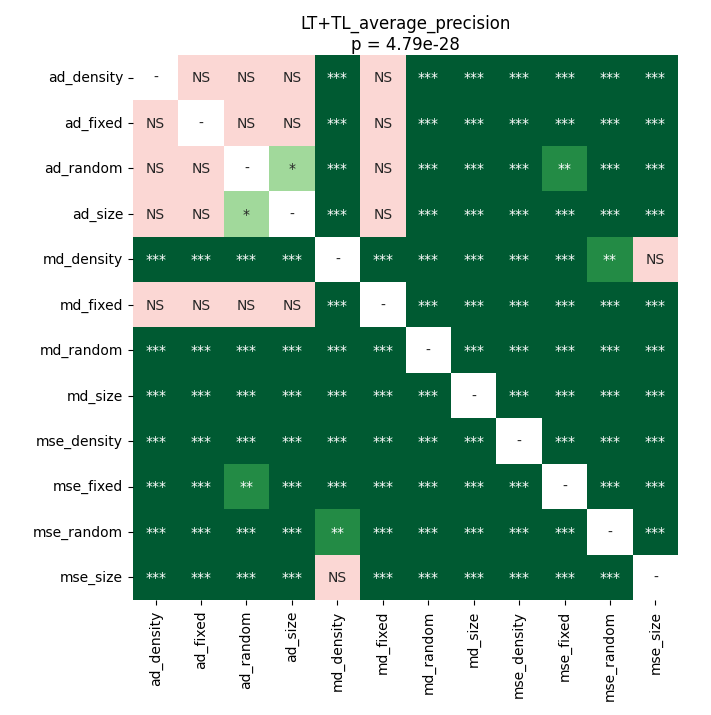 LT+TL_average_precision
p = 4.79e-28
ad_density - NS NS NS *** NS *** *** *** *** *** ***
ad_fixed NS - NS NS *** NS *** *** *** *** *** ***
ad_random NS NS - * *** NS *** *** *** ** *** ***
ad_size NS NS * - *** NS *** *** *** *** *** ***
md_density *** *** *** *** - *** *** *** *** *** ** NS
md_fixed NS NS NS NS *** - *** *** *** *** *** ***
md_random *** *** *** *** *** *** - *** *** *** *** ***
md_size *** *** *** *** *** *** *** - *** *** *** ***
mse_density *** *** *** *** *** *** *** *** - *** *** ***
mse_fixed *** *** ** *** *** *** *** *** *** - *** ***
mse_random *** *** *** *** ** *** *** *** *** *** - ***
mse_size *** *** *** *** NS *** *** *** *** *** *** -
ad_density ad_fixed ad_random ad_size md_density md_fixed md_random md_size mse_density mse_fixed mse_random mse_size